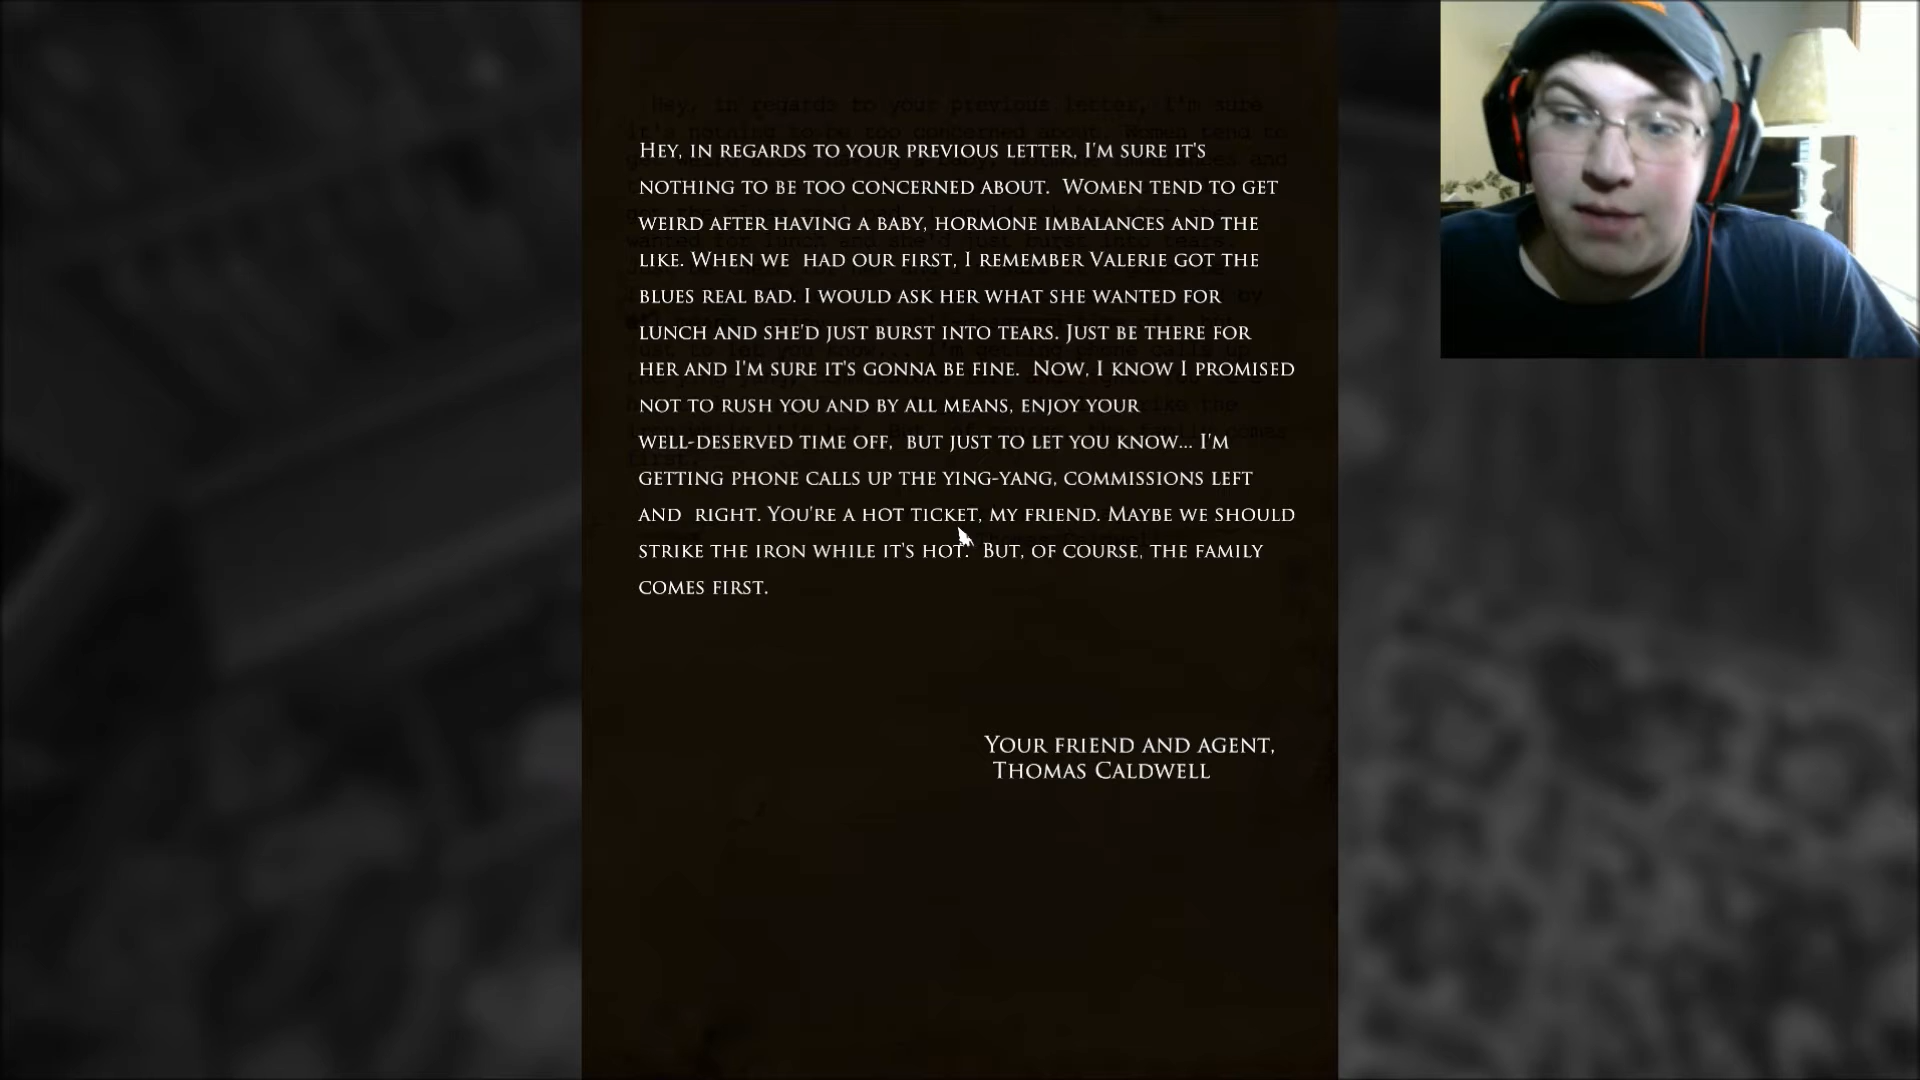 Hey, in regards to your previous letter, I'm sure it's
nothing to be too concerned about.  Women tend to get
weird after having a baby, hormone imbalances and the
like. When we  had our first, I remember Valerie got the
blues real bad. I would ask her what she wanted for
lunch and she'd just burst into tears. Just be there for
her and I'm sure it's gonna be fine.  Now, I know I promised
not to rush you and by all means, enjoy your
well-deserved time off,  but just to let you know... I'm
getting phone calls up the ying-yang, commissions left
and  right. You're a hot ticket, my friend. Maybe we should
strike the iron while it's hot.  But, of course, the family
comes first.
Your friend and agent,
Thomas Caldwell